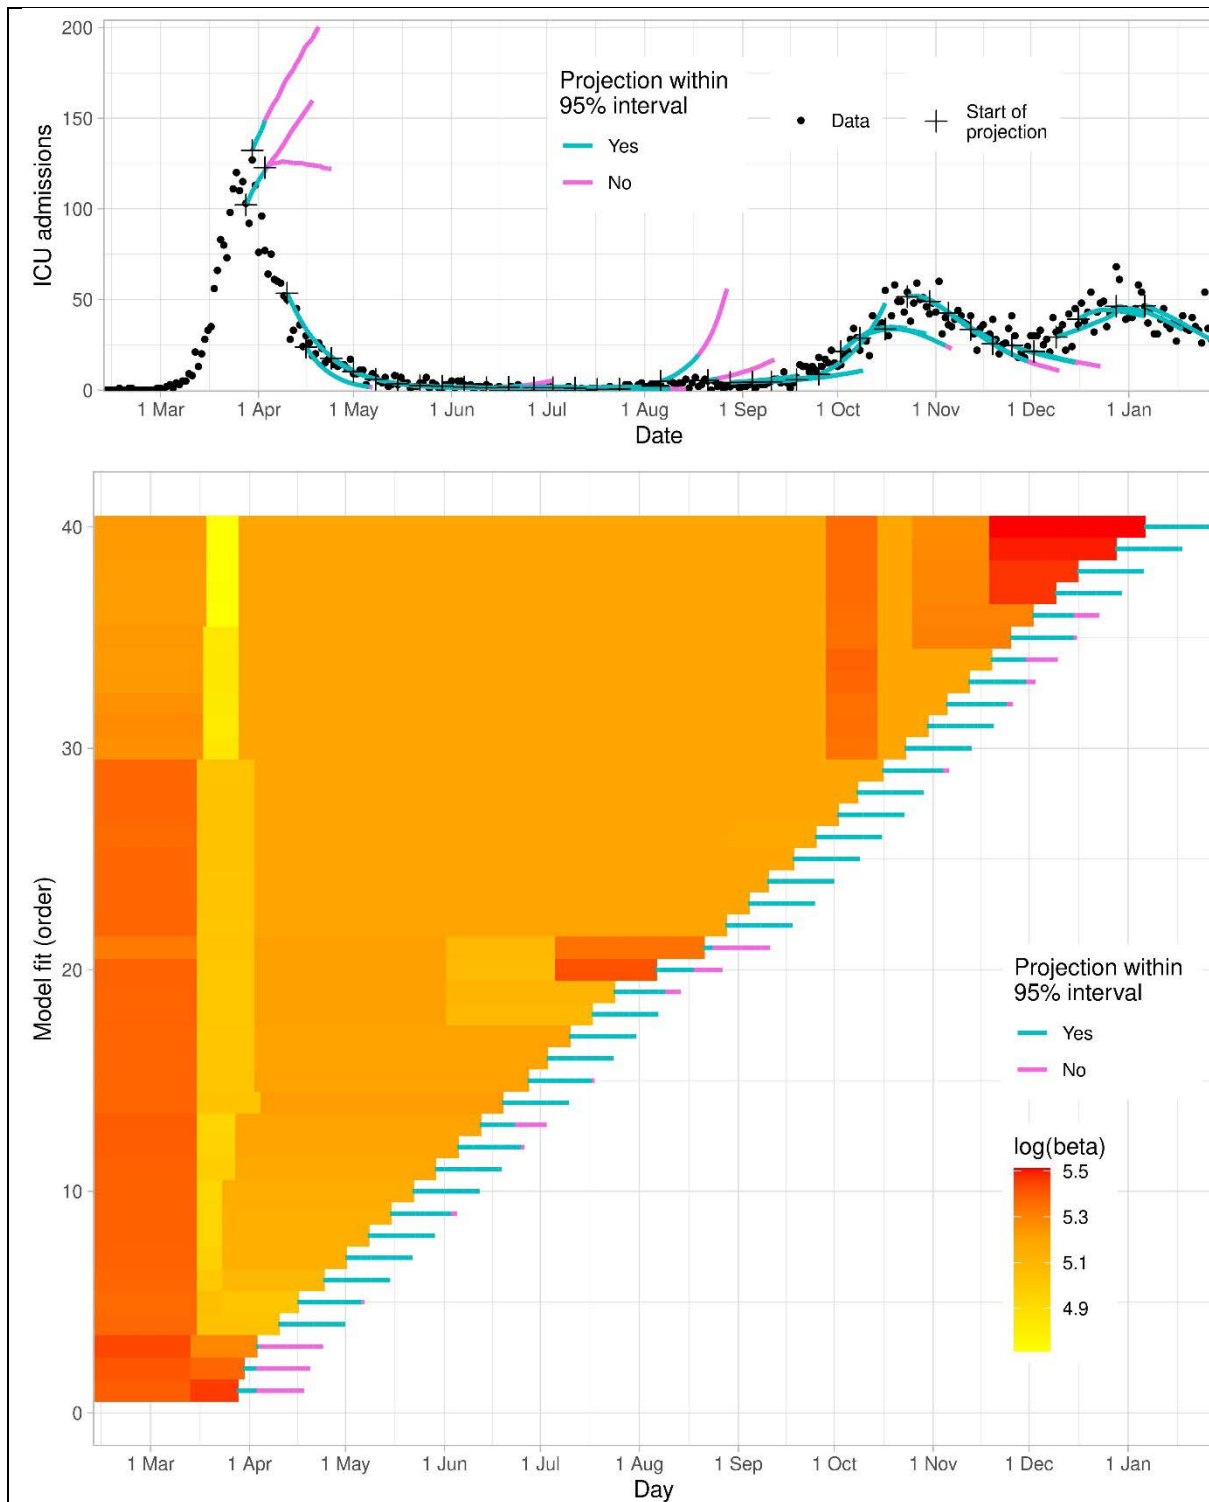 200
150
100
50
0
ICU admissions
Projection within
95% interval
Yes
No
Data
Start of
projection
1 Mar
1 Apr
1 May
1 Jun
1 Jul
1 Aug
1 Sep
1 Oct
1 Nov
1 Dec
1 Jan
Date
40
30
20
10
0
Model fit (order)
Projection within
95% interval
Yes
No
log(beta)
5.5
5.3
5.1
4.9
1 Mar
1 Apr
1 May
1 Jun
1 Jul
1 Aug
1 Sep
1 Oct
1 Nov
1 Dec
1 Jan
Day